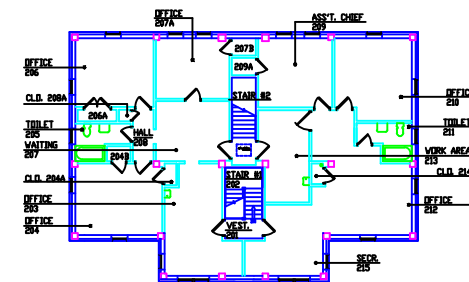 OFFICE
207A
ASS'T. CHIEF
209
207B
209A
OFFICE
206
CLO. 208A
206A
STAIR #2
OFFICE
210
TOILET
205
HALL
208
TOILET
211
WAITING
207
204B
WORK AREA
213
CLO. 204A
STAIR #1
202
CLO. 214
OFFICE
203
OFFICE
212
OFFICE
204
VEST.
201
SECR.
215